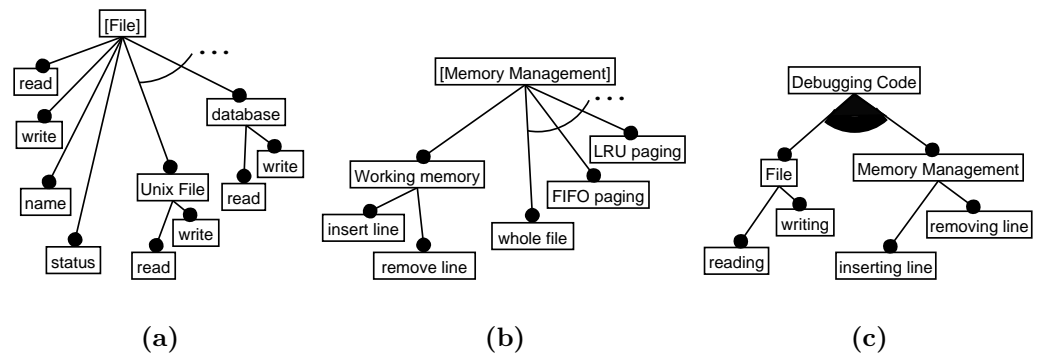 [File]
...
read
write
name
status
Unix File
read
write
database
read
write
(a)
[Memory Management]
...
Working memory
insert line
remove line
whole file
FIFO paging
LRU paging
(b)
Debugging Code
File
reading
writing
Memory Management
inserting line
removing line
(c)